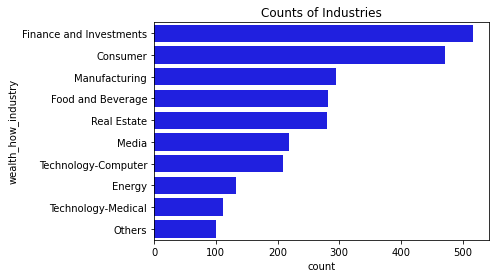 Counts of Industries
wealth_how_industry
Finance and Investments
Consumer
Manufacturing
Food and Beverage
Real Estate
Media
Technology-Computer
Energy
Technology-Medical
Others
0 100 200 300 400 500
count